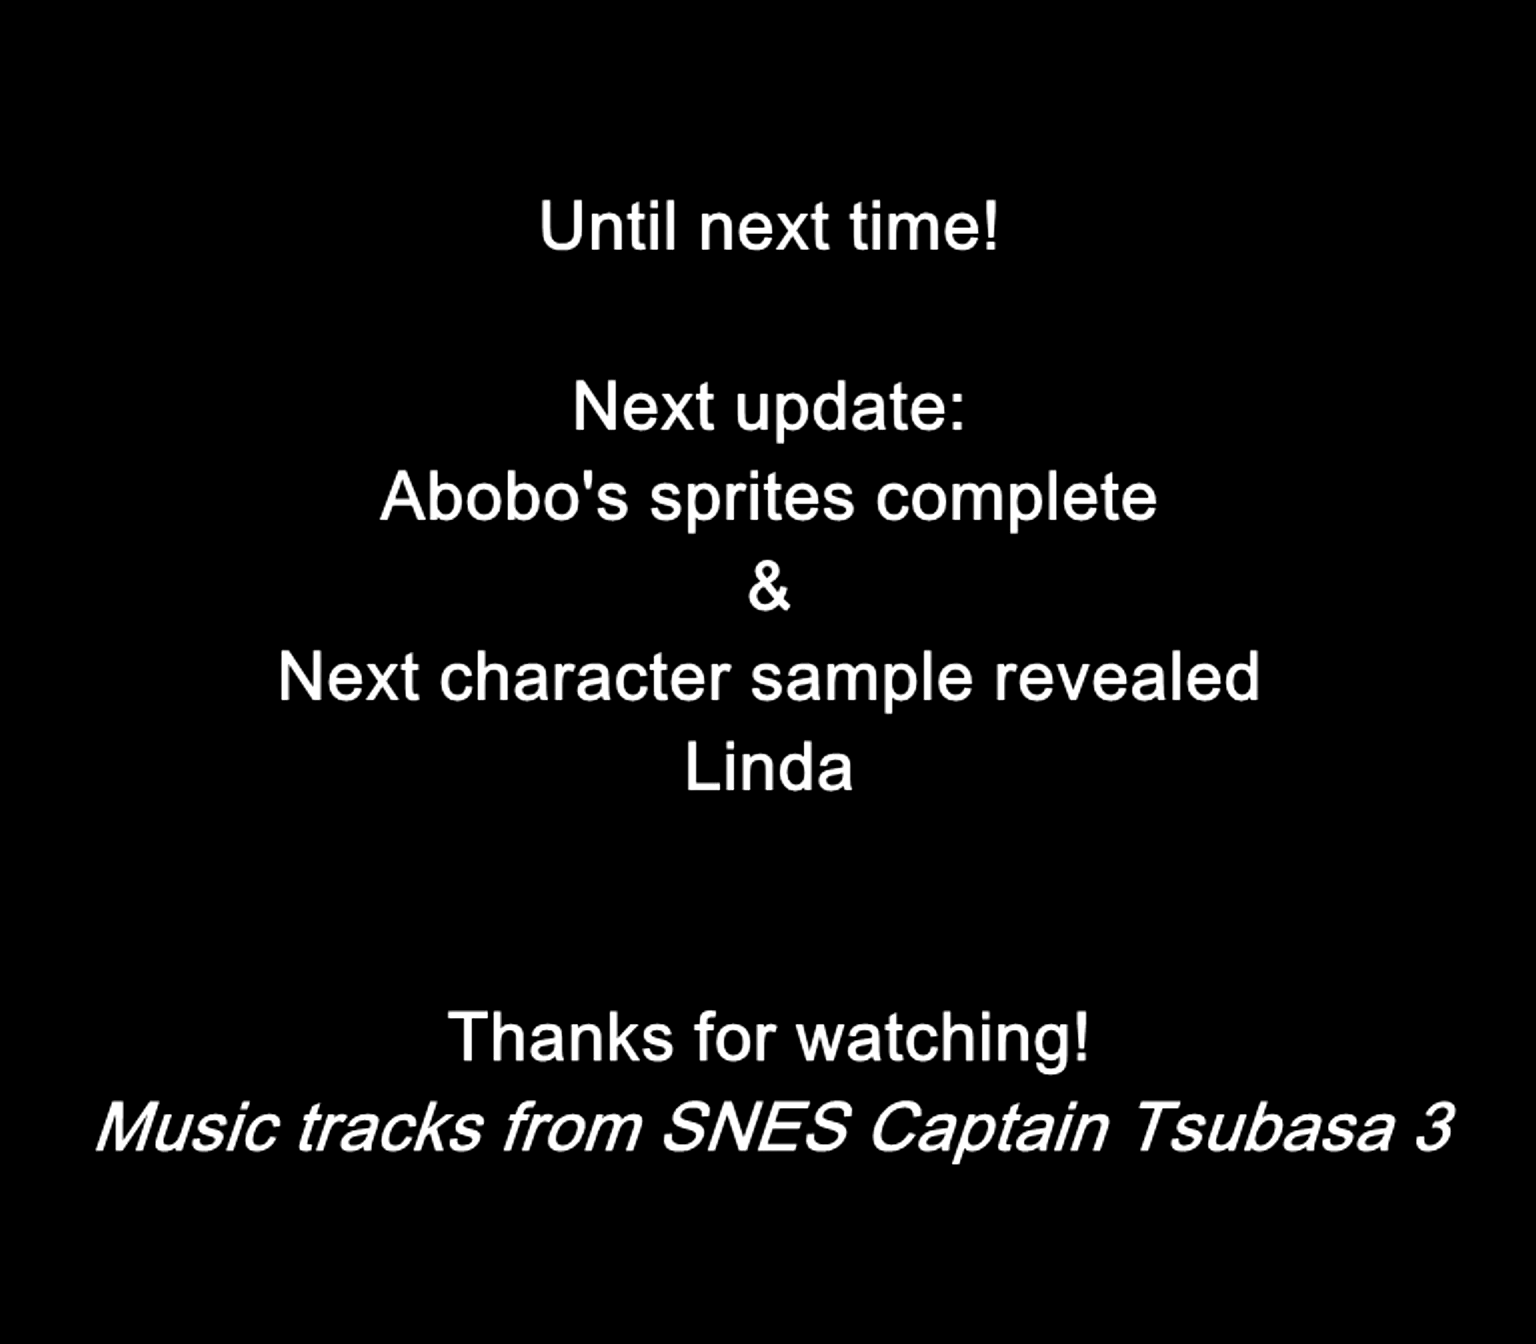 Until next time!
Next update:
Abobo's sprites complete
&
Next character sample revealed
Linda
Thanks for watching!
Music tracks from SNES Captain Tsubasa 3